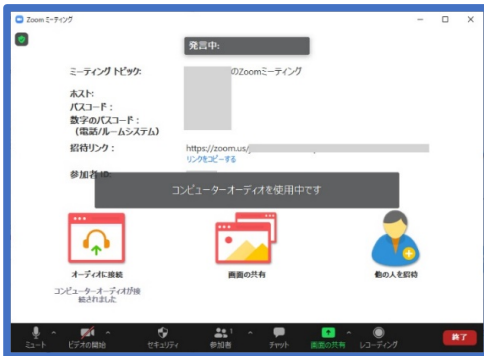 Zoom ミーティング
発言中:
ミーティング トピック: のZoomミーティング
ホスト:
パスコード:
数字のパスコード:
(電話/ルームシステム)
招待リンク: https://zoom.us/j
リンクをコピーする
参加者 ID:
コンピューターオーディオを使用中です
オーディオに接続
画面の共有
他の人を招待
コンピューターオーディオが接
続されました
ミュート
ビデオの開始
セキュリティ
参加者
1
チャット
画面の共有
レコーディング
終了